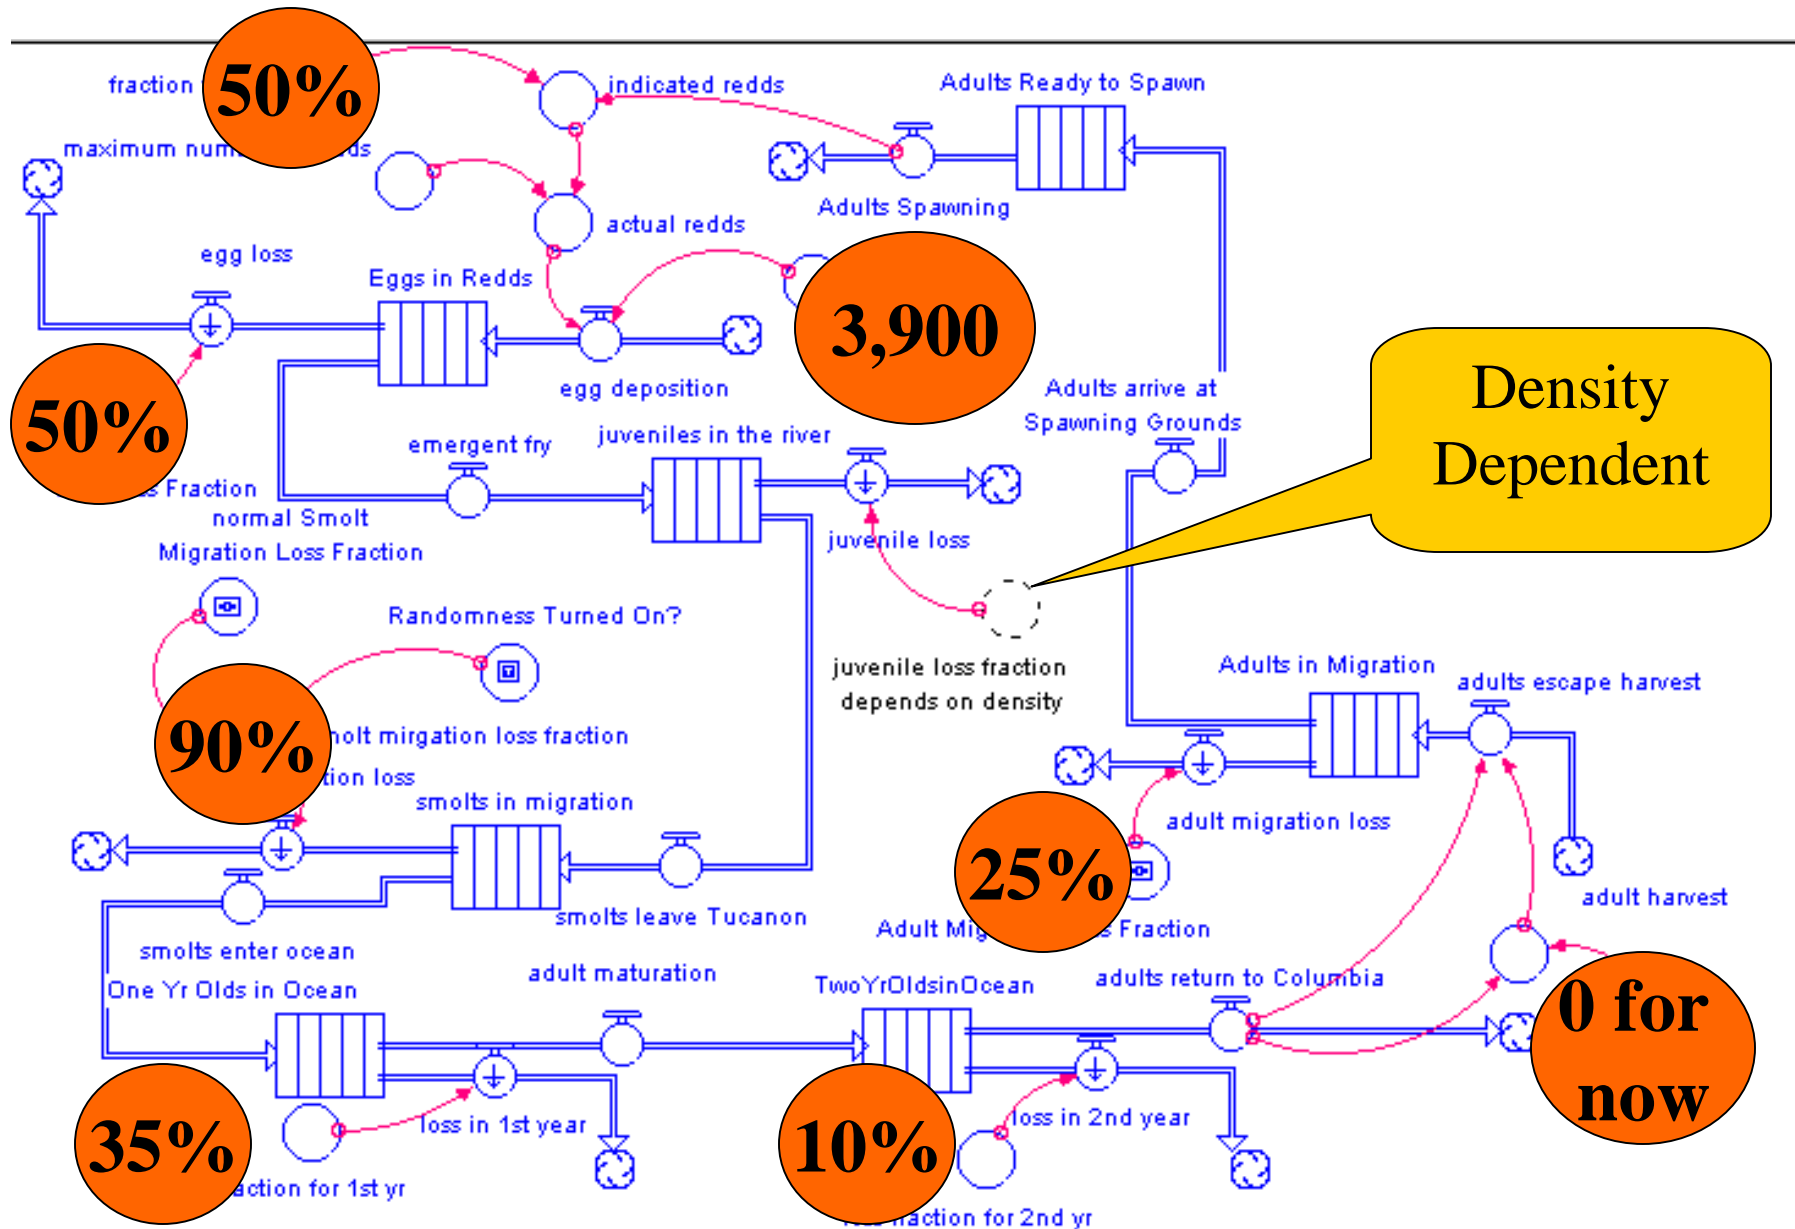 fraction
50%
indicated redds
Adults Ready to Spawn
maximum num
ds
Adults Spawning
actual redds
egg loss
Eggs in Redds
3,900
egg deposition
Adults arrive at
Spawning Grounds
Density
Dependent
50%
emergent fry
juveniles in the river
Fraction
normal Smolt
Migration Loss Fraction
juvenile loss
Randomness Turned On?
juvenile loss fraction
depends on density
Adults in Migration
adults escape harvest
90%
molt mirgation loss fraction
tion loss
smolts in migration
adult migration loss
25%
smolts leave Tucanon
Adult Mig
Fraction
adult harvest
smolts enter ocean
adult maturation
One Yr Olds in Ocean
TwoYrOldsinOcean
adults return to Columbia
0 for
now
35%
loss in 1st year
10%
loss in 2nd year
action for 1st yr
action for 2nd yr